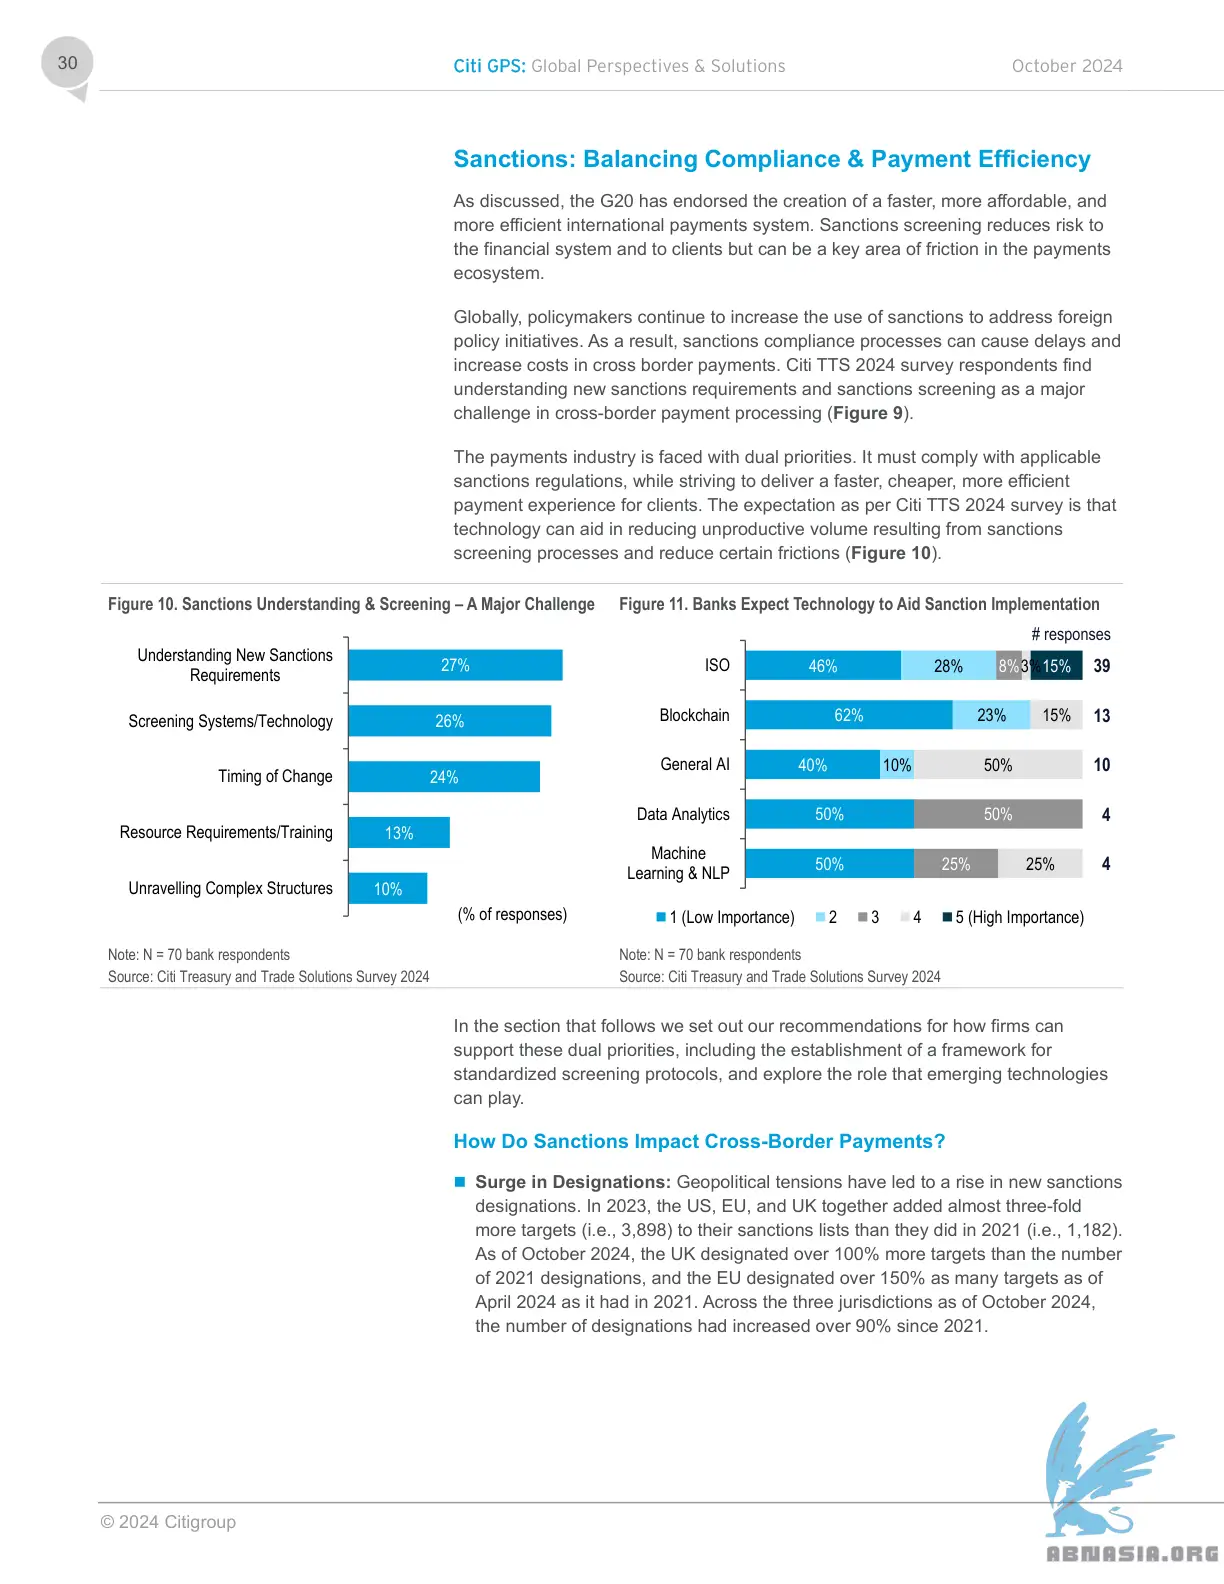 30
Citi GPS: Global Perspectives & Solutions
October 2024
Sanctions: Balancing Compliance & Payment Efficiency
As discussed, the G20 has endorsed the creation of a faster, more affordable, and
more efficient international payments system. Sanctions screening reduces risk to
the financial system and to clients but can be a key area of friction in the payments
ecosystem.
Globally, policymakers continue to increase the use of sanctions to address foreign
policy initiatives. As a result, sanctions compliance processes can cause delays and
increase costs in cross border payments. Citi TTS 2024 survey respondents find
understanding new sanctions requirements and sanctions screening as a major
challenge in cross-border payment processing (Figure 9).
The payments industry is faced with dual priorities. It must comply with applicable
sanctions regulations, while striving to deliver a faster, cheaper, more efficient
payment experience for clients. The expectation as per Citi TTS 2024 survey is that
technology can aid in reducing unproductive volume resulting from sanctions
screening processes and reduce certain frictions (Figure 10).
Figure 10. Sanctions Understanding & Screening – A Major Challenge
Understanding New Sanctions
Requirements
27%
Screening Systems/Technology
26%
Timing of Change
24%
Resource Requirements/Training
13%
Unravelling Complex Structures
10%
(% of responses)
Note: N = 70 bank respondents
Source: Citi Treasury and Trade Solutions Survey 2024
Figure 11. Banks Expect Technology to Aid Sanction Implementation
# responses
ISO 46% 28% 8% 3% 15% 39
Blockchain 62% 23% 15% 13
General AI 40% 10% 50% 10
Data Analytics 50% 50% 4
Machine
Learning & NLP 50% 25% 25% 4
1 (Low Importance) 2 3 4 5 (High Importance)
Note: N = 70 bank respondents
Source: Citi Treasury and Trade Solutions Survey 2024
In the section that follows we set out our recommendations for how firms can
support these dual priorities, including the establishment of a framework for
standardized screening protocols, and explore the role that emerging technologies
can play.
How Do Sanctions Impact Cross-Border Payments?
Surge in Designations: Geopolitical tensions have led to a rise in new sanctions
designations. In 2023, the US, EU, and UK together added almost three-fold
more targets (i.e., 3,898) to their sanctions lists than they did in 2021 (i.e., 1,182).
As of October 2024, the UK designated over 100% more targets than the number
of 2021 designations, and the EU designated over 150% as many targets as of
April 2024 as it had in 2021. Across the three jurisdictions as of October 2024,
the number of designations had increased over 90% since 2021.
© 2024 Citigroup
ABNASIA.ORG